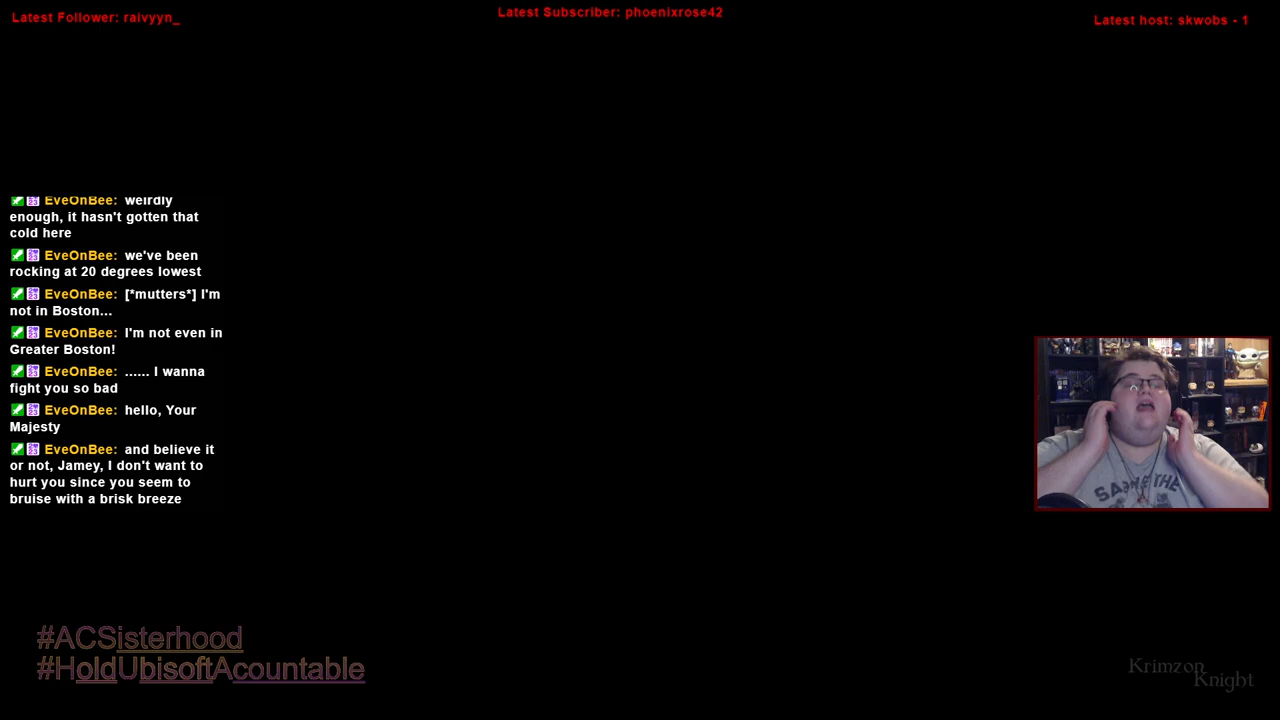 Latest Follower: raivyyn_
Latest Subscriber: phoenixrose42
Latest host: skwobs - 1
EveOnBee: weirdly
enough, it hasn't gotten that
cold here
EveOnBee: we've been
rocking at 20 degrees lowest
EveOnBee: [*mutters*] I'm
not in Boston...
EveOnBee: I'm not even in
Greater Boston!
EveOnBee: ...... I wanna
fight you so bad
EveOnBee: hello, Your
Majesty
EveOnBee: and believe it
or not, Jamey, I don't want to
hurt you since you seem to
bruise with a brisk breeze
#ACSisterhood
#HoldUbisoftAcountable
Krimzon
Knight